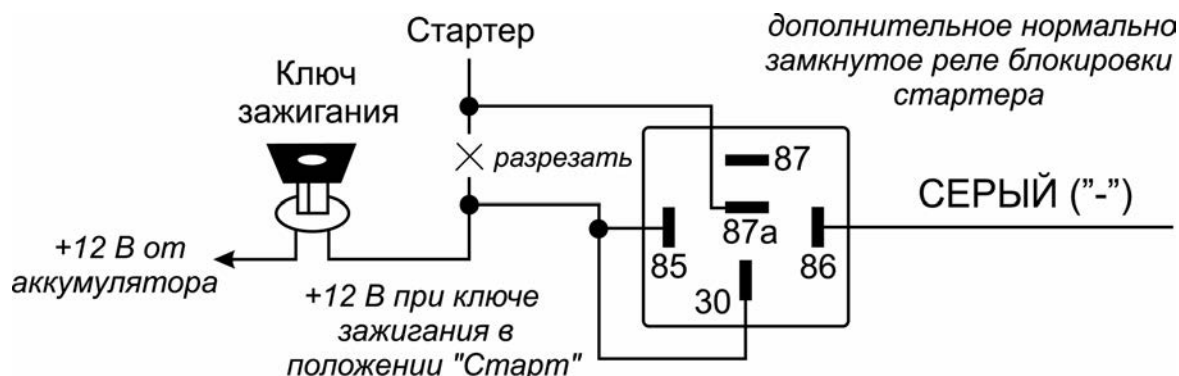 Стартер
дополнительное нормально
замкнутое реле блокировки
стартера
Ключ
зажигания
разрезать
87
87а
85
86
30
СЕРЫЙ ("-")
+12 В от
аккумулятора
+12 В при ключе
зажигания в
положении "Старт"